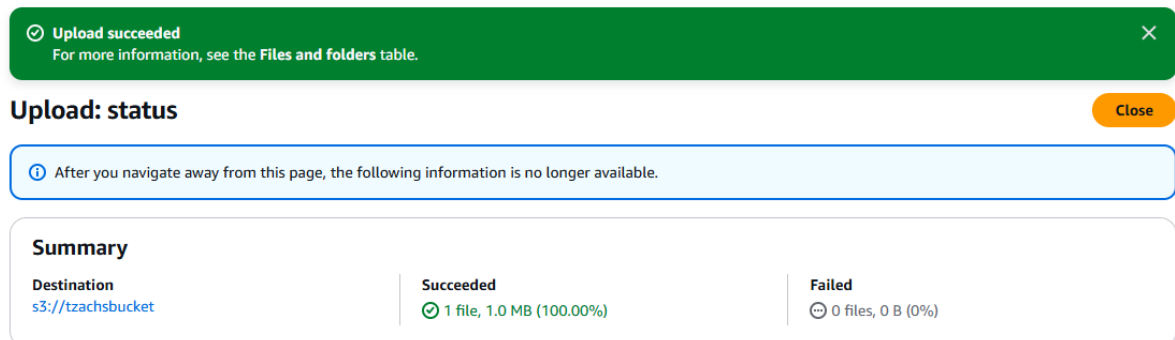 Upload succeeded
For more information, see the Files and folders table.
Upload: status
Close
After you navigate away from this page, the following information is no longer available.
Summary
Destination
s3://tzachsbucket
Succeeded
1 file, 1.0 MB (100.00%)
Failed
0 files, 0 B (0%)